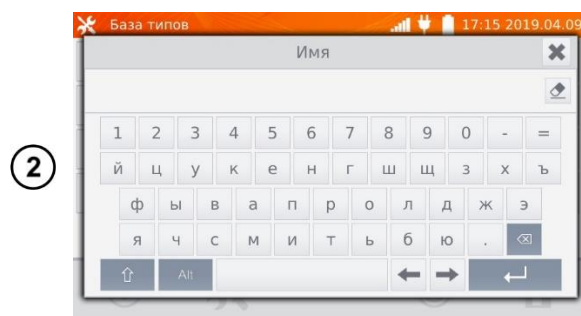 База типов 17:15 2019.04.09
Имя
1 2 3 4 5 6 7 8 9 0 - =
2
й ц у к е н г ш щ з х ъ
ф ы в а п р о л д ж э
я ч с м и т ь б ю .
Alt